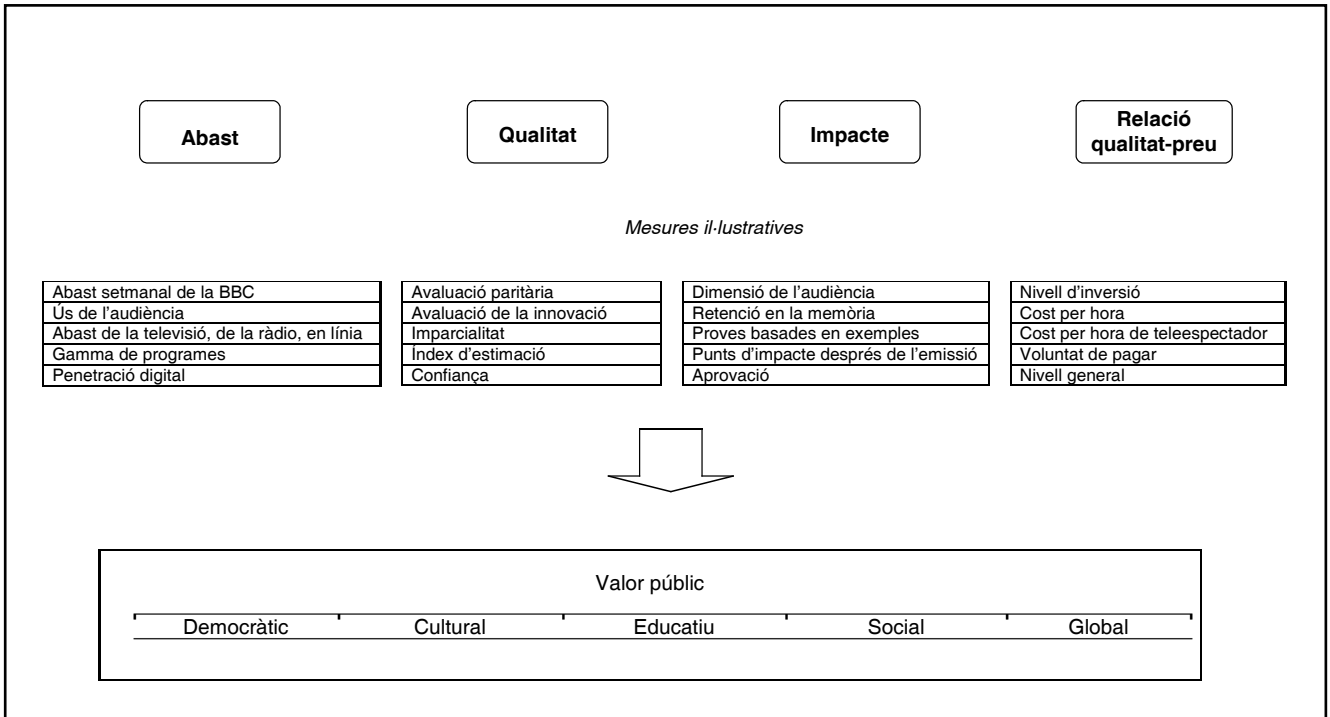 Abast
Qualitat
Impacte
Relació
qualitat-preu
Mesures il·lustratives
Abast setmanal de la BBC
Ús de l’audiència
Abast de la televisió, de la ràdio, en línia
Gamma de programes
Penetració digital
Avaluació paritària
Avaluació de la innovació
Imparcialitat
Índex d’estimació
Confiança
Dimensió de l’audiència
Retenció en la memòria
Proves basades en exemples
Punts d’impacte després de l’emissió
Aprovació
Nivell d’inversió
Cost per hora
Cost per hora de teleespectador
Voluntat de pagar
Nivell general
Valor públic
Democràtic Cultural Educatiu Social Global